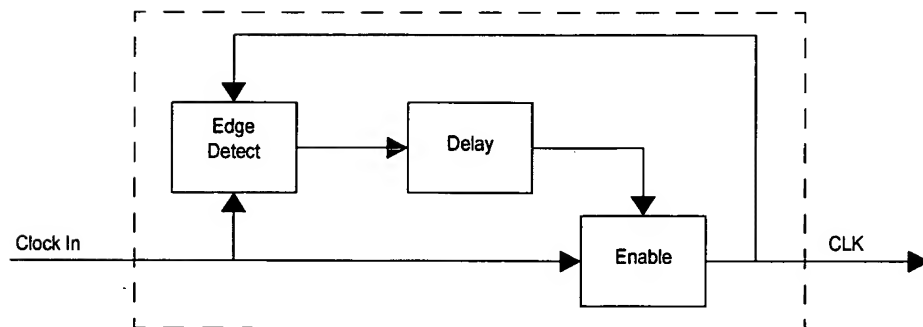 Edge
Detect
Delay
Clock In
Enable
CLK